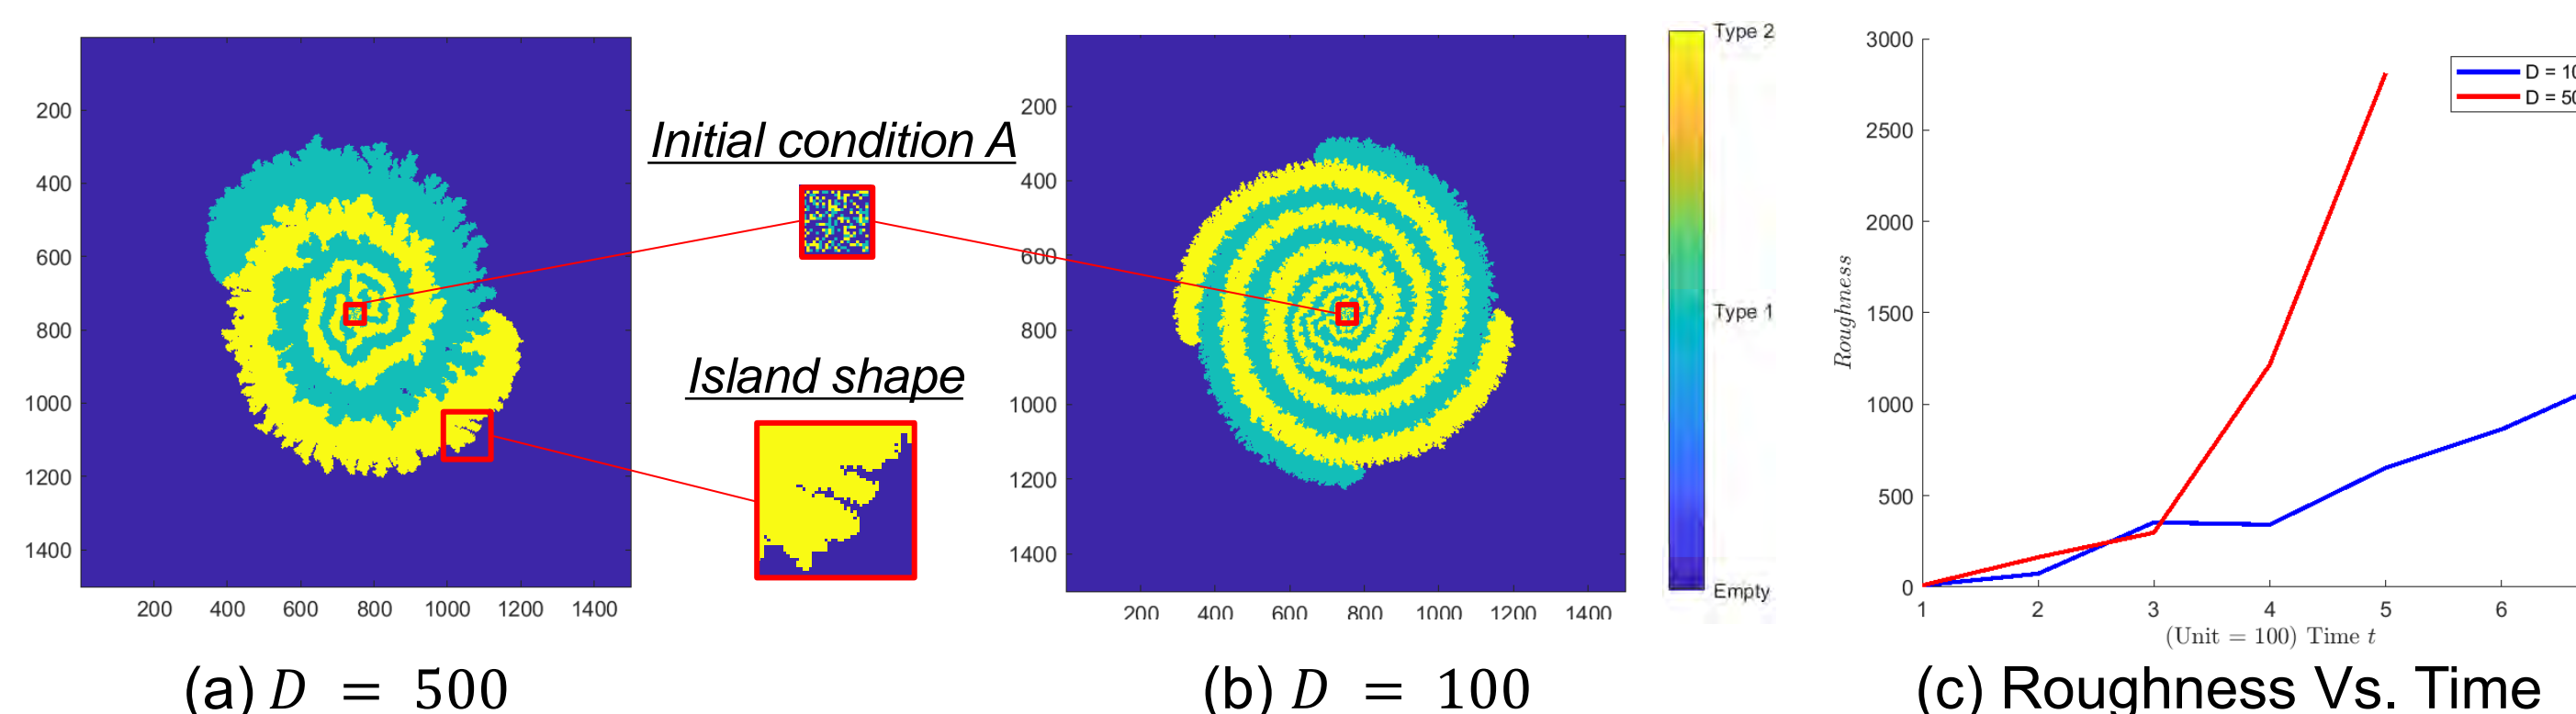 200
400
600
800
1000
1200
1400
200 400 600 800 1000 1200 1400
(a) D = 500
Initial condition A
Island shape
200
400
600
800
1000
1200
1400
200 400 600 800 1000 1200 1400
(b) D = 100
Type 2
Type 1
Empty
Roughness
3000
2500
2000
1500
1000
500
0
1 2 3 4 5 6
(Unit = 100) Time t
D = 10
D = 50
(c) Roughness Vs. Time